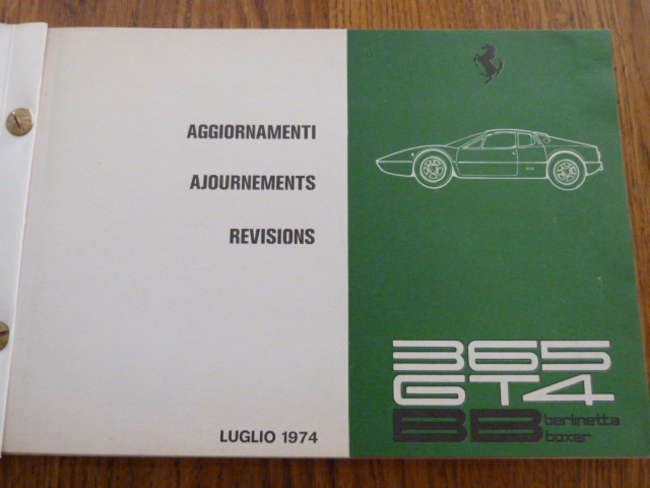 AGGIORNAMENTI
AJOURNEMENTS
REVISIONS
LUGLIO 1974
365
GT4
BB berlinetta
boxer